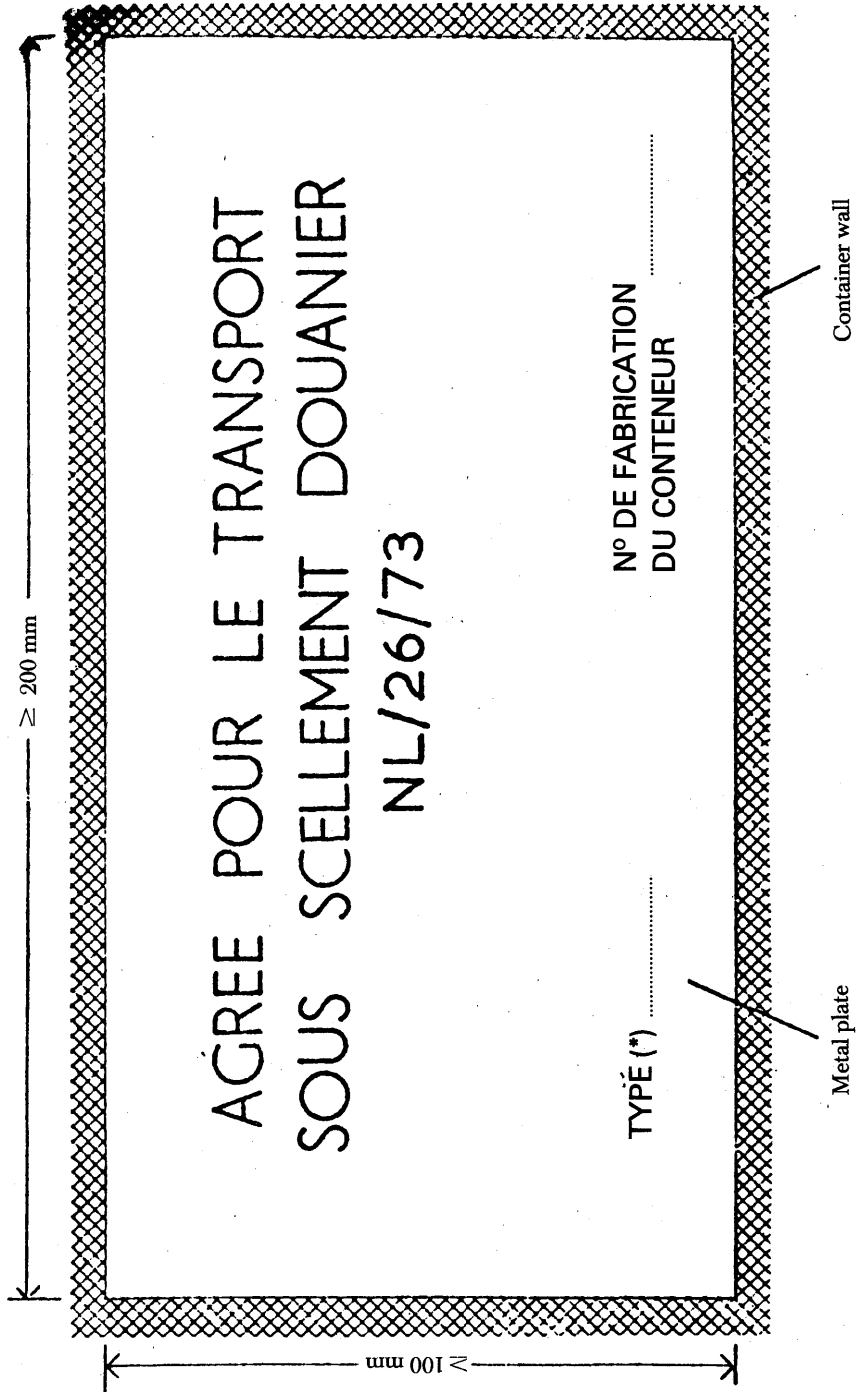 ≥ 200 mm
≥ 100 mm
AGREE POUR LE TRANSPORT
SOUS SCELLEMENT DOUANIER
NL/26/73
TYPE (*) ....................
Nº DE FABRICATION
DU CONTENEUR ....................
Metal plate
Container wall